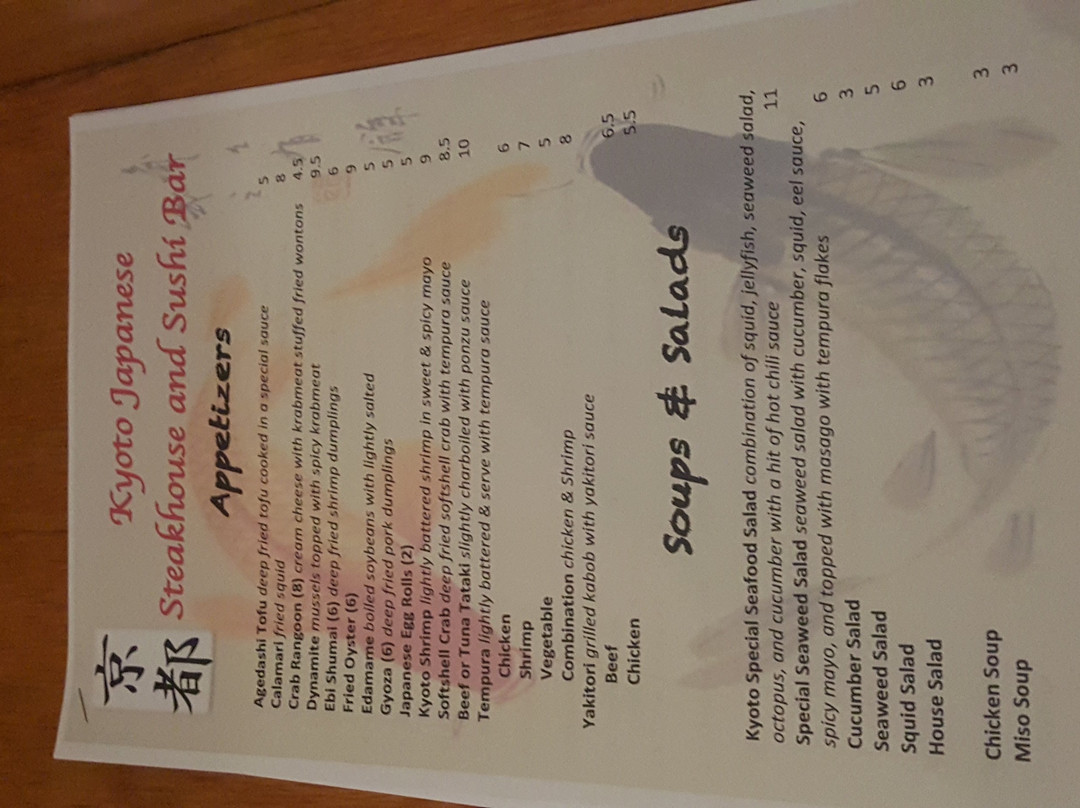 京都
Kyoto Japanese
Steakhouse and Sushi Bar
Appetizers
Agedashi Tofu deep fried tofu cooked in a special sauce 5
Calamari fried squid 8
Crab Rangoon (8) cream cheese with krabmeat stuffed fried wontons 4.5
Dynamite mussels topped with spicy krabmeat 9.5
Ebi Shumai (6) deep fried shrimp dumplings 6
Fried Oyster (6) 9
Edamame boiled soybeans with lightly salted 5
Gyoza (6) deep fried pork dumplings 5
Japanese Egg Rolls (2) 5
Kyoto Shrimp lightly battered shrimp in sweet & spicy mayo 9
Softshell Crab deep fried softshell crab with tempura sauce 8.5
Beef or Tuna Tataki slightly charboiled with ponzu sauce 10
Tempura lightly battered & serve with tempura sauce
Chicken 6
Shrimp 7
Vegetable 5
Combination chicken & Shrimp 8
Yakitori grilled kabob with yakitori sauce
Beef 6.5
Chicken 5.5
Soups & Salads
Kyoto Special Seafood Salad combination of squid, jellyfish, seaweed salad,
octopus, and cucumber with a hit of hot chili sauce 11
Special Seaweed Salad seaweed salad with cucumber, squid, eel sauce,
spicy mayo, and topped with masago with tempura flakes 6
Cucumber Salad 3
Seaweed Salad 5
Squid Salad 6
House Salad 3
Chicken Soup 3
Miso Soup 3